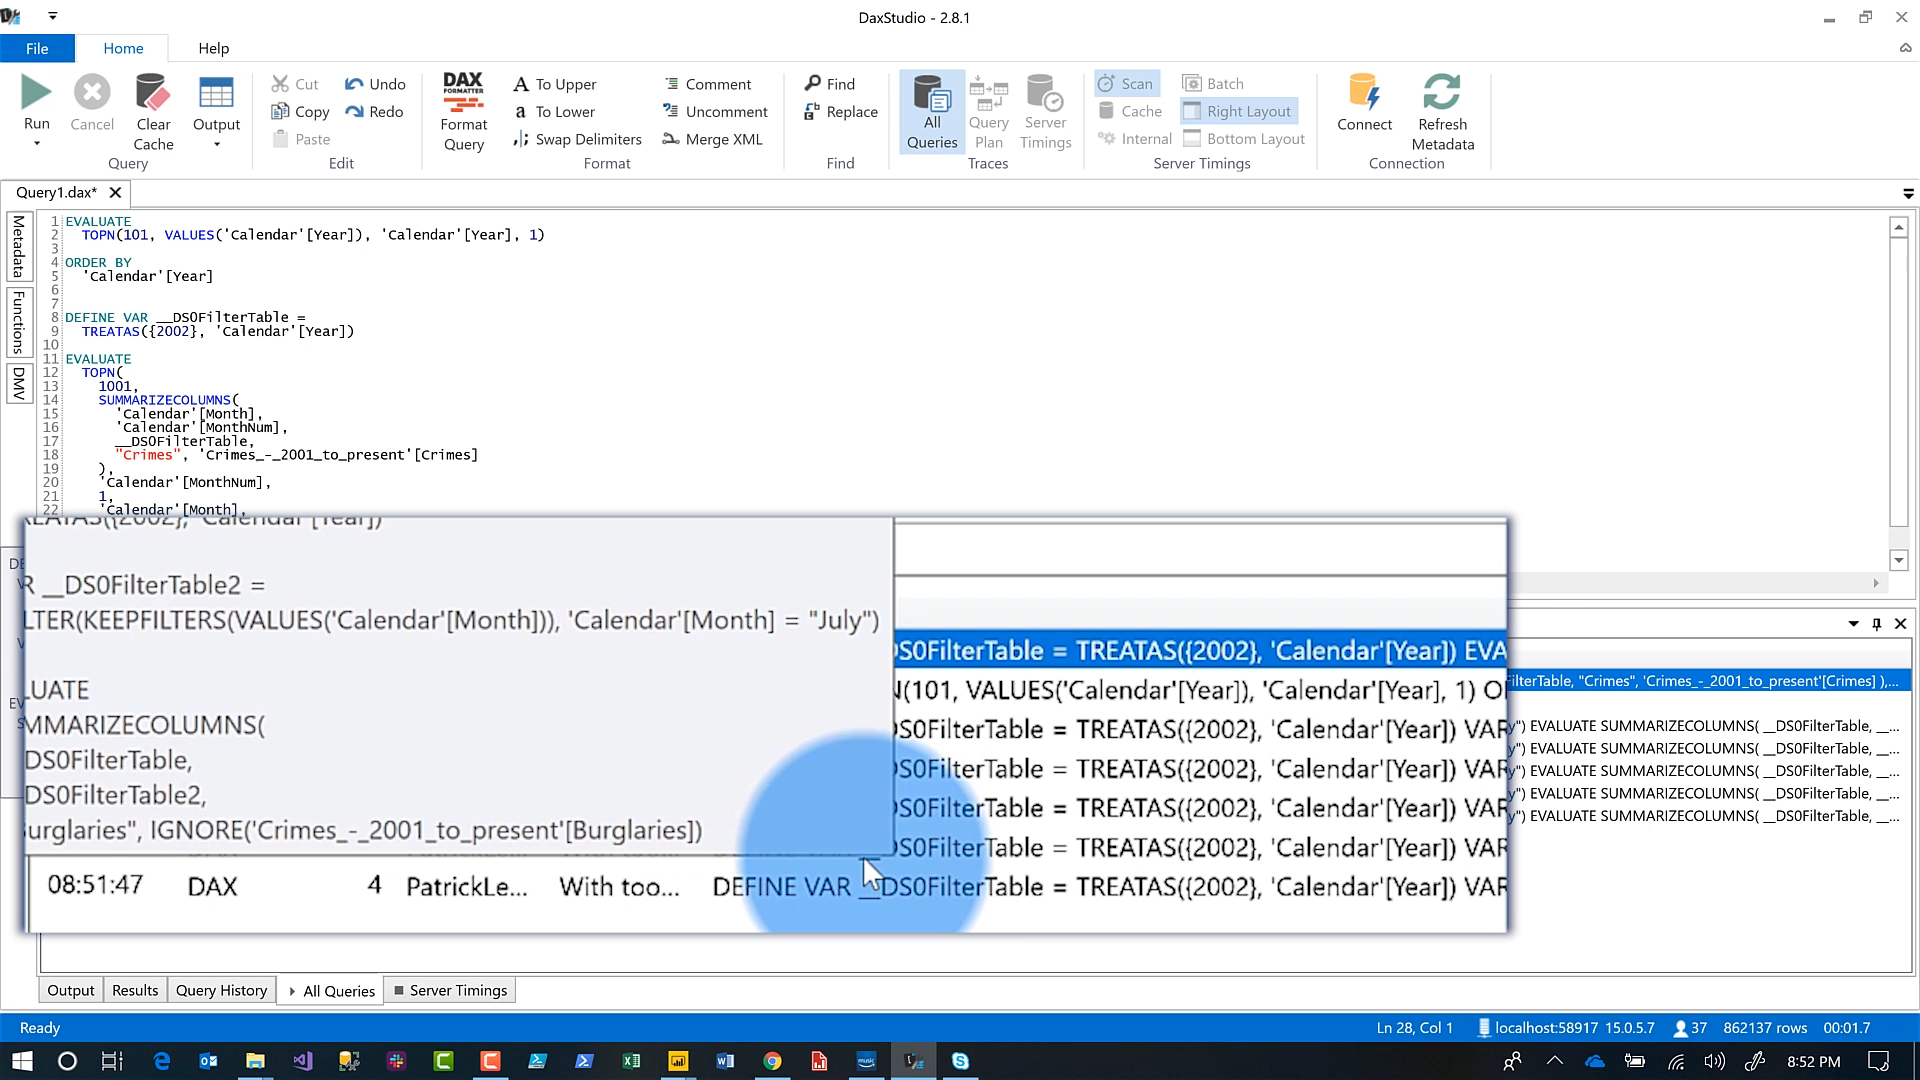 DaxStudio - 2.8.1
File Home Help
Run
Cancel
Clear Cache
Output
Query
Cut
Copy
Paste
Undo
Redo
Edit
DAX FORMATTER
Format Query
To Upper
To Lower
Swap Delimiters
Comment
Uncomment
Merge XML
Format
Find
Replace
Find
All Queries
Query Plan
Server Timings
Traces
Scan
Cache
Internal
Batch
Right Layout
Bottom Layout
Server Timings
Connect
Refresh Metadata
Connection
Query1.dax*
Metadata
Functions
DMV
1 EVALUATE
2 TOPN(101, VALUES('Calendar'[Year]), 'Calendar'[Year], 1)
3
4 ORDER BY
5 'Calendar'[Year]
6
7
8 DEFINE VAR __DS0FilterTable =
9 TREATAS({2002}, 'Calendar'[Year])
10
11 EVALUATE
12 TOPN(
13 1001,
14 SUMMARIZECOLUMNS(
15 'Calendar'[Month],
16 'Calendar'[MonthNum],
17 __DS0FilterTable,
18 "Crimes", 'Crimes_-_2001_to_present'[Crimes]
19 ),
20 'Calendar'[MonthNum],
21 1,
22 'Calendar'[Month],
REATAS({2002}, 'Calendar'[Year])
R __DS0FilterTable2 =
LTER(KEEPFILTERS(VALUES('Calendar'[Month])), 'Calendar'[Month] = "July")
LUATE
MMARIZECOLUMNS(
DS0FilterTable,
DS0FilterTable2,
urglaries", IGNORE('Crimes_-_2001_to_present'[Burglaries])
DS0FilterTable = TREATAS({2002}, 'Calendar'[Year]) EVA
N(101, VALUES('Calendar'[Year]), 'Calendar'[Year], 1) O
DS0FilterTable = TREATAS({2002}, 'Calendar'[Year]) VAR
DS0FilterTable = TREATAS({2002}, 'Calendar'[Year]) VAR
DS0FilterTable = TREATAS({2002}, 'Calendar'[Year]) VAR
DS0FilterTable = TREATAS({2002}, 'Calendar'[Year]) VAR
08:51:47 DAX 4 PatrickLe... With too... DEFINE VAR __DS0FilterTable = TREATAS({2002}, 'Calendar'[Year]) VAR
ilterTable, "Crimes", 'Crimes_-_2001_to_present'[Crimes] ),...
y") EVALUATE SUMMARIZECOLUMNS( __DS0FilterTable, __...
y") EVALUATE SUMMARIZECOLUMNS( __DS0FilterTable, __...
y") EVALUATE SUMMARIZECOLUMNS( __DS0FilterTable, __...
y") EVALUATE SUMMARIZECOLUMNS( __DS0FilterTable, __...
y") EVALUATE SUMMARIZECOLUMNS( __DS0FilterTable, __...
Output Results Query History All Queries Server Timings
Ready Ln 28, Col 1 localhost:58917 15.0.5.7 37 862137 rows 00:01.7
music
8:52 PM